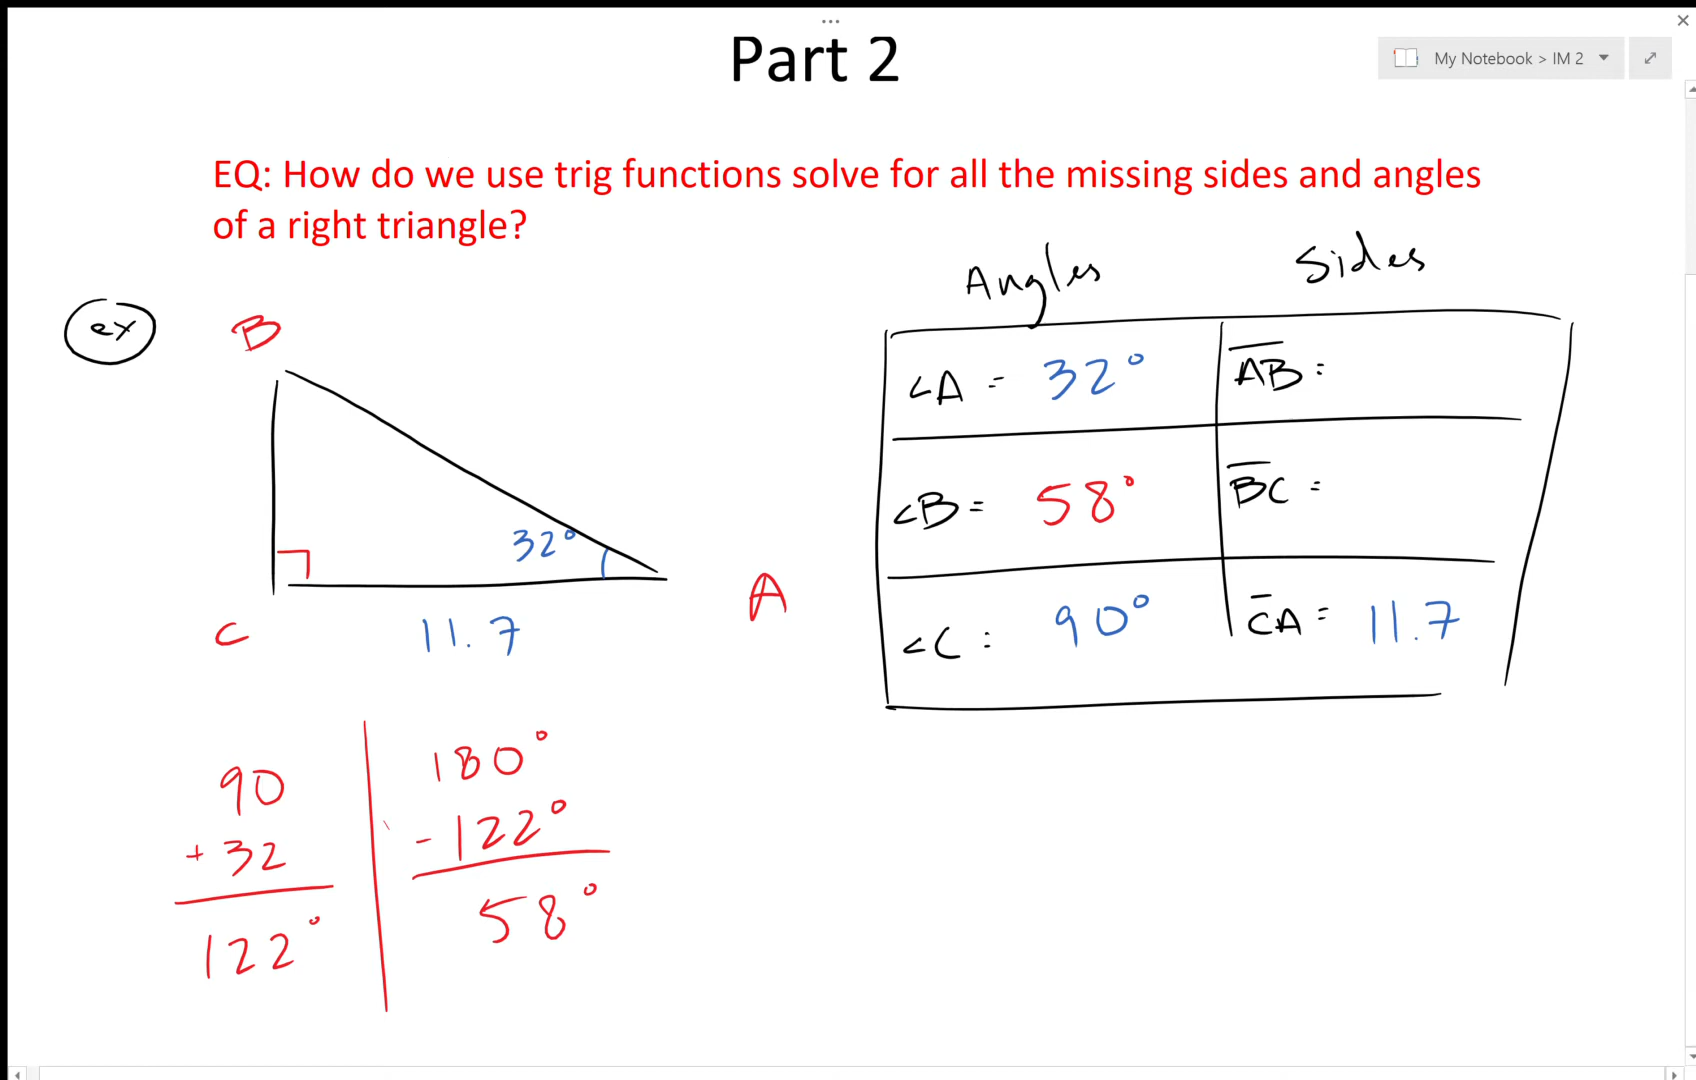 Part 2
My Notebook > IM 2
EQ: How do we use trig functions solve for all the missing sides and angles
of a right triangle?
Angles Sides
ex
B
∠A = 32° AB :
∠B = 58° BC =
∠C : 90° CA = 11.7
32°
C
11.7
A
90
+ 32
122°
180°
- 122°
58°